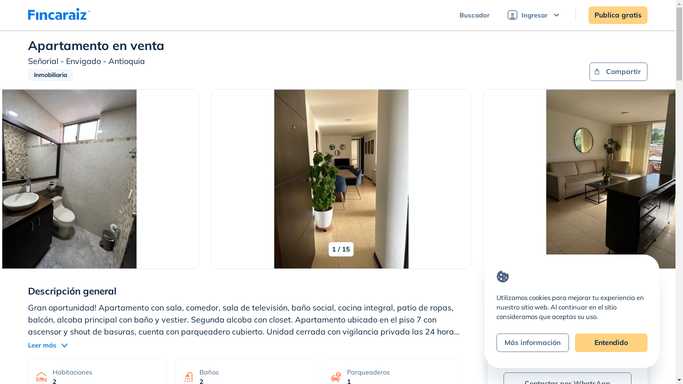 Fincaraiz
Buscador
Ingresar
Publica gratis
Apartamento en venta
Señorial - Envigado - Antioquia
Inmobiliaria
Compartir
1 / 15
Descripción general
Gran oportunidad! Apartamento con sala, comedor, sala de televisión, baño social, cocina integral, patio de ropas,
balcón, alcoba principal con baño y vestier. Segunda alcoba con closet. Apartamento ubicado en el piso 7 con
ascensor y shout de basuras, cuenta con parqueadero cubierto. Unidad cerrada con vigilancia privada las 24 hora...
Leer más
Habitaciones
2
Baños
2
Parqueaderos
1
Utilizamos cookies para mejorar tu experiencia en
nuestro sitio web. Al continuar en el sitio
consideramos que aceptas su uso.
Más información
Entendido
Contactar por WhatsApp